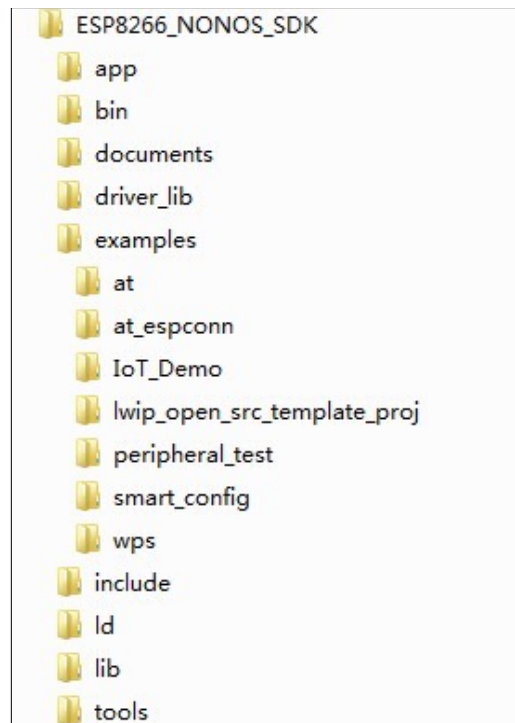 ESP8266_NONOS_SDK
app
bin
documents
driver_lib
examples
at
at_espconn
IoT_Demo
lwip_open_src_template_proj
peripheral_test
smart_config
wps
include
ld
lib
tools